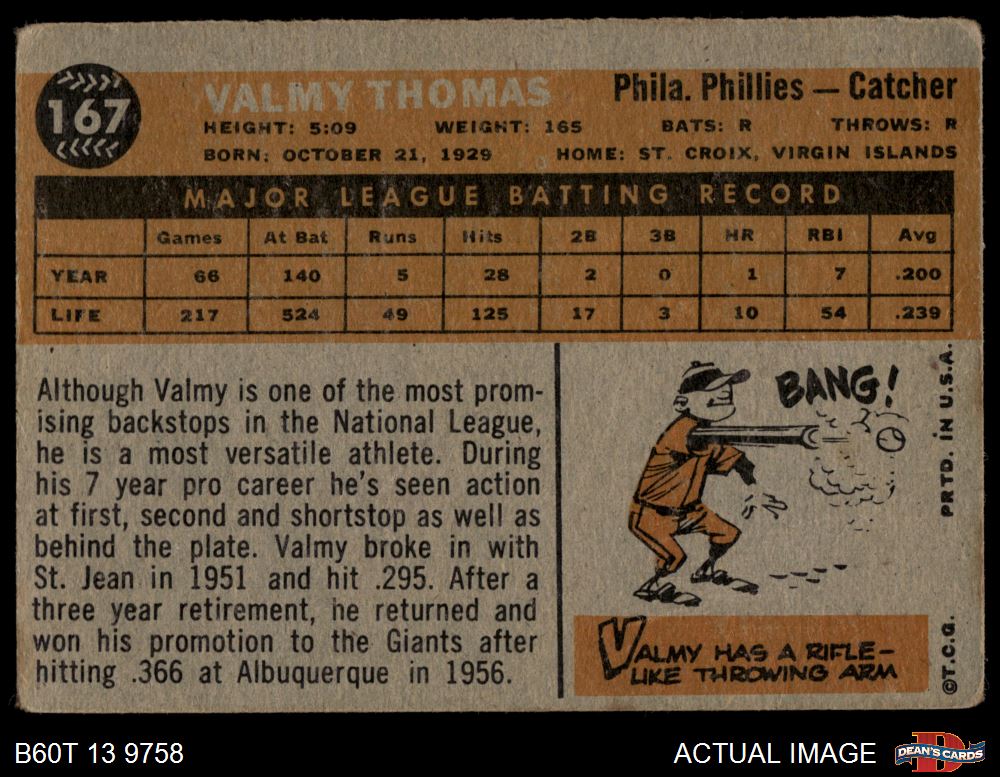 167
VALMY THOMAS
Phila. Phillies — Catcher
HEIGHT: 5:09 WEIGHT: 165 BATS: R THROWS: R
BORN: OCTOBER 21, 1929 HOME: ST. CROIX, VIRGIN ISLANDS
MAJOR LEAGUE BATTING RECORD
Games At Bat Runs Hits 2B 3B HR RBI Avg
YEAR 66 140 5 28 2 0 1 7 .200
LIFE 217 524 49 125 17 3 10 54 .239
Although Valmy is one of the most prom-
ising backstops in the National League,
he is a most versatile athlete. During
his 7 year pro career he's seen action
at first, second and shortstop as well as
behind the plate. Valmy broke in with
St. Jean in 1951 and hit .295. After a
three year retirement, he returned and
won his promotion to the Giants after
hitting .366 at Albuquerque in 1956.
BANG!
VALMY HAS A RIFLE-
LIKE THROWING ARM
©T.C.G. PRTD. IN U.S.A.
B60T 13 9758
ACTUAL IMAGE
D
DEAN'S CARDS